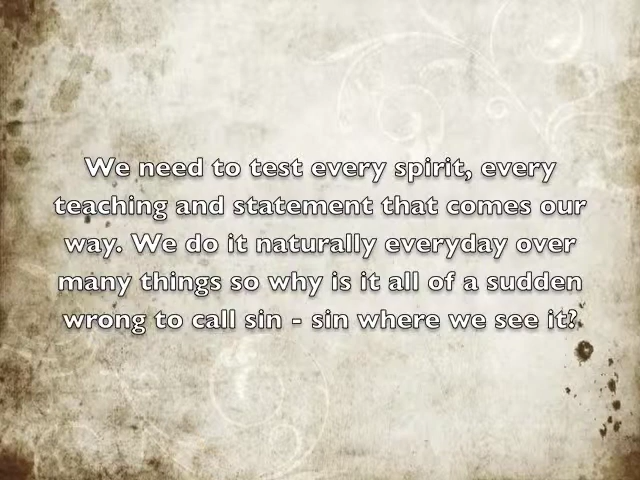 We need to test every spirit, every
teaching and statement that comes our
way. We do it naturally everyday over
many things so why is it all of a sudden
wrong to call sin - sin where we see it?